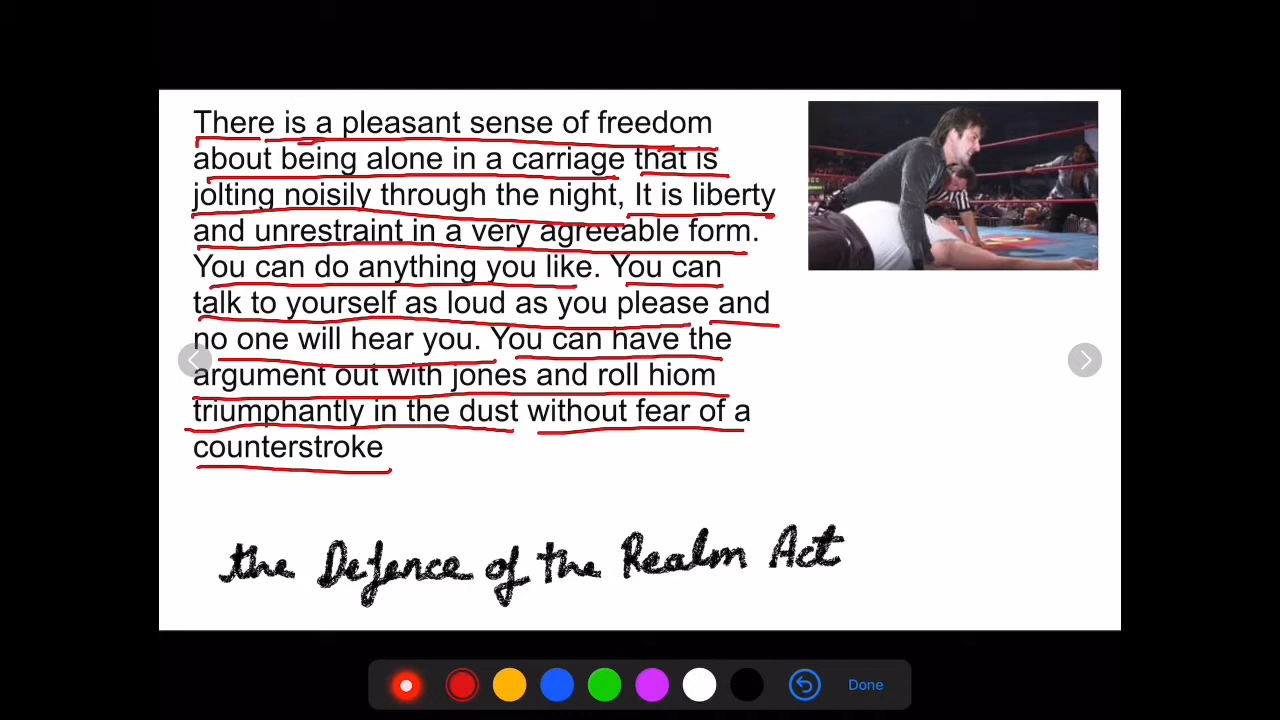 There is a pleasant sense of freedom
about being alone in a carriage that is
jolting noisily through the night, It is liberty
and unrestraint in a very agreeable form.
You can do anything you like. You can
talk to yourself as loud as you please and
no one will hear you. You can have the
argument out with jones and roll hiom
triumphantly in the dust without fear of a
counterstroke
the Defence of the Realm Act
Done